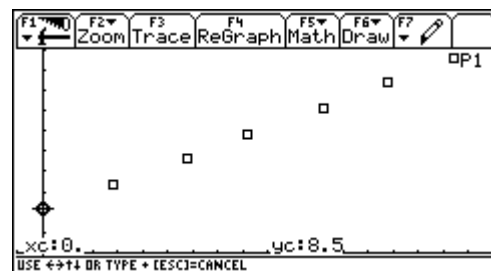 F1 F2 F3 F4 F5 F6 F7
Zoom Trace ReGraph Math Draw
P1
xc:0. yc:8.5
USE ←→↑↓ OR TYPE + [ESC]=CANCEL